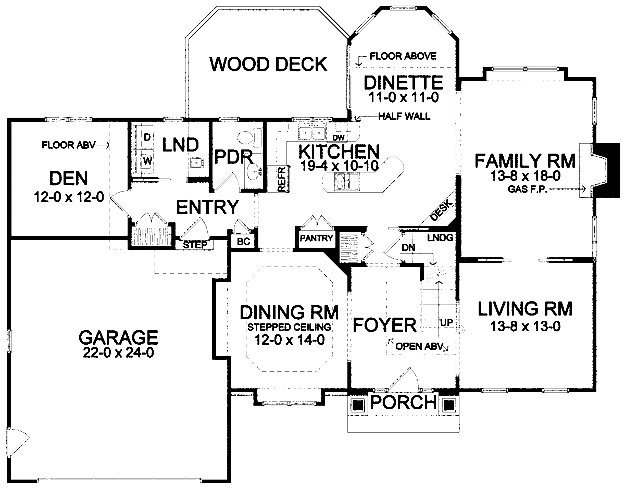 WOOD DECK
FLOOR ABOVE
DINETTE
11-0 x 11-0
HALF WALL
FLOOR ABV
DEN
12-0 x 12-0
D
W
LND
PDR
DW
KITCHEN
19-4 x 10-10
REFR
FAMILY RM
13-8 x 18-0
GAS F.P.
ENTRY
STEP
BC
PANTRY
DESK
LNDG
DN
GARAGE
22-0 x 24-0
DINING RM
STEPPED CEILING
12-0 x 14-0
FOYER
UP
OPEN ABV
LIVING RM
13-8 x 13-0
PORCH